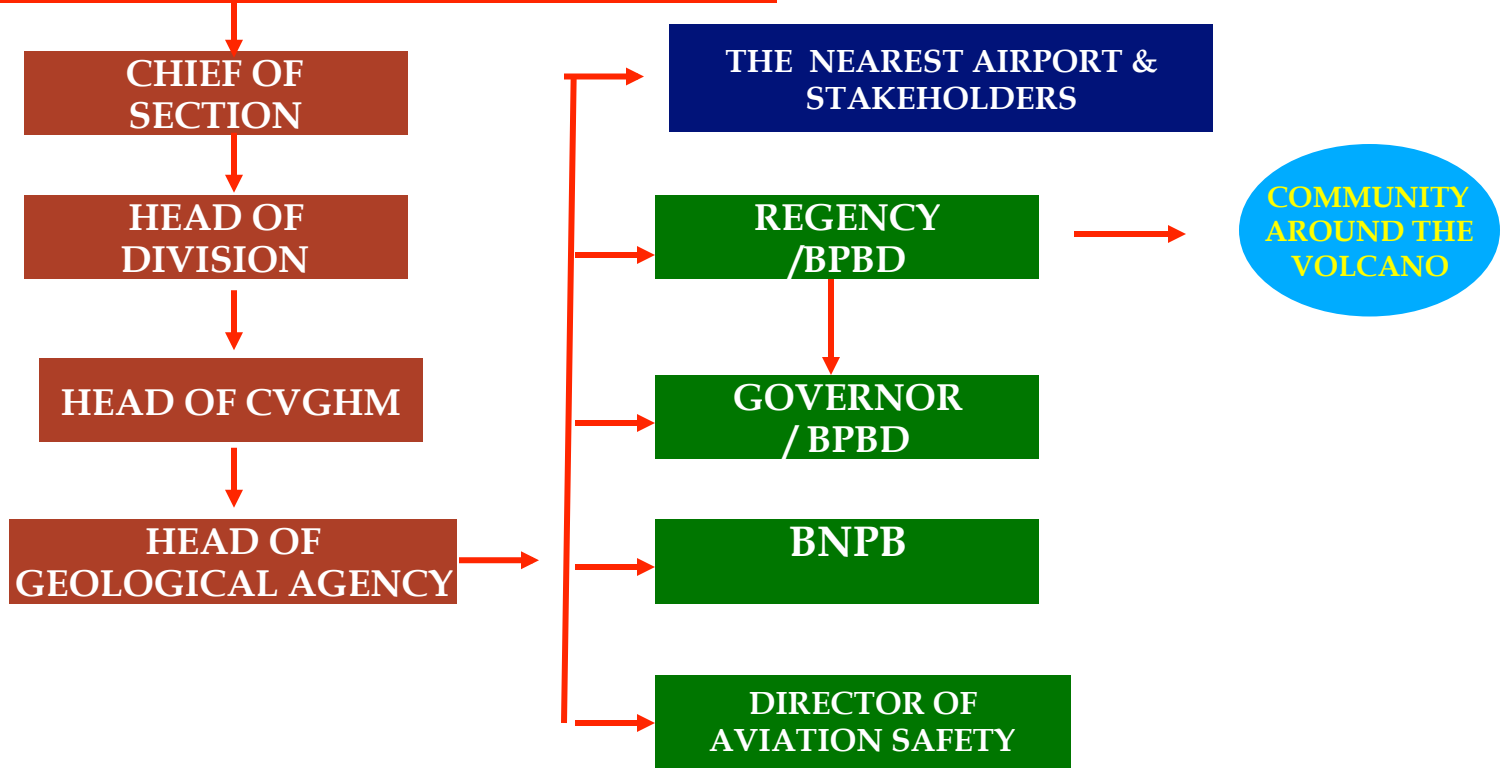 CHIEF OF
SECTION
HEAD OF
DIVISION
HEAD OF CVGHM
HEAD OF
GEOLOGICAL AGENCY
THE NEAREST AIRPORT &
STAKEHOLDERS
REGENCY
/BPBD
GOVERNOR
/ BPBD
BNPB
DIRECTOR OF
AVIATION SAFETY
COMMUNITY
AROUND THE
VOLCANO